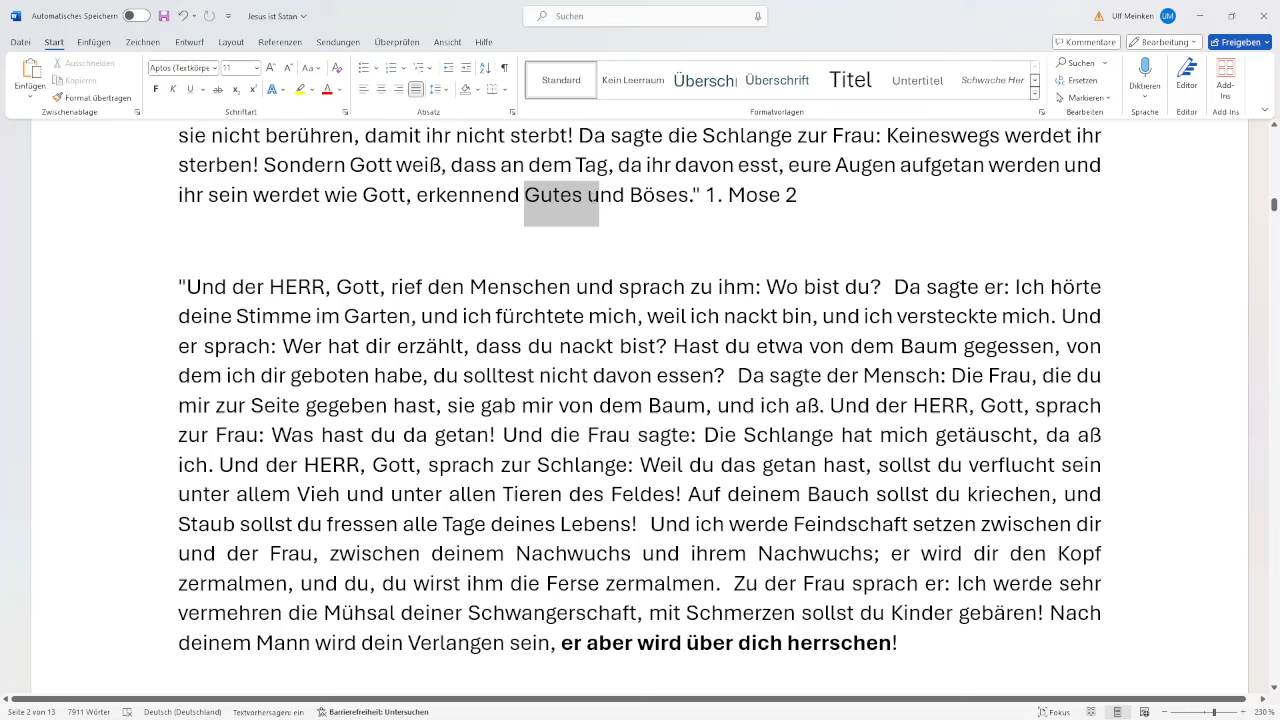 Automatisches Speichern
Jesus ist Satan
Suchen
Ulf Meinken
UM
Datei Start Einfügen Zeichnen Entwurf Layout Referenzen Sendungen Überprüfen Ansicht Hilfe
Kommentare Bearbeitung Freigeben
Einfügen
Ausschneiden
Kopieren
Format übertragen
Zwischenablage
Aptos (Textkörpe 11
F K U ab x₂ x²
Schriftart
Absatz
Standard Kein Leerraum Überschi Überschrift Titel Untertitel Schwache Her
Formatvorlagen
Suchen
Ersetzen
Markieren
Bearbeiten
Diktieren
Sprache
Editor
Editor
Add-Ins
Add-Ins
sie nicht berühren, damit ihr nicht sterbt! Da sagte die Schlange zur Frau: Keineswegs werdet ihr
sterben! Sondern Gott weiß, dass an dem Tag, da ihr davon esst, eure Augen aufgetan werden und
ihr sein werdet wie Gott, erkennend Gutes und Böses." 1. Mose 2
"Und der HERR, Gott, rief den Menschen und sprach zu ihm: Wo bist du? Da sagte er: Ich hörte
deine Stimme im Garten, und ich fürchtete mich, weil ich nackt bin, und ich versteckte mich. Und
er sprach: Wer hat dir erzählt, dass du nackt bist? Hast du etwa von dem Baum gegessen, von
dem ich dir geboten habe, du solltest nicht davon essen? Da sagte der Mensch: Die Frau, die du
mir zur Seite gegeben hast, sie gab mir von dem Baum, und ich aß. Und der HERR, Gott, sprach
zur Frau: Was hast du da getan! Und die Frau sagte: Die Schlange hat mich getäuscht, da aß
ich. Und der HERR, Gott, sprach zur Schlange: Weil du das getan hast, sollst du verflucht sein
unter allem Vieh und unter allen Tieren des Feldes! Auf deinem Bauch sollst du kriechen, und
Staub sollst du fressen alle Tage deines Lebens! Und ich werde Feindschaft setzen zwischen dir
und der Frau, zwischen deinem Nachwuchs und ihrem Nachwuchs; er wird dir den Kopf
zermalmen, und du, du wirst ihm die Ferse zermalmen. Zu der Frau sprach er: Ich werde sehr
vermehren die Mühsal deiner Schwangerschaft, mit Schmerzen sollst du Kinder gebären! Nach
deinem Mann wird dein Verlangen sein, er aber wird über dich herrschen!
Seite 2 von 13 7911 Wörter Deutsch (Deutschland) Textvorhersagen: ein Barrierefreiheit: Untersuchen Fokus 230 %